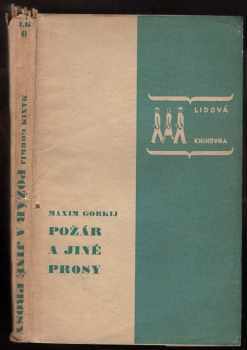 LIDOVÁ
KNIHOVNA
MAXIM GORKIJ
POŽÁR
A JINÉ
PROSY
MAXIM GORKIJ
POŽÁR A JINÉ PROSY